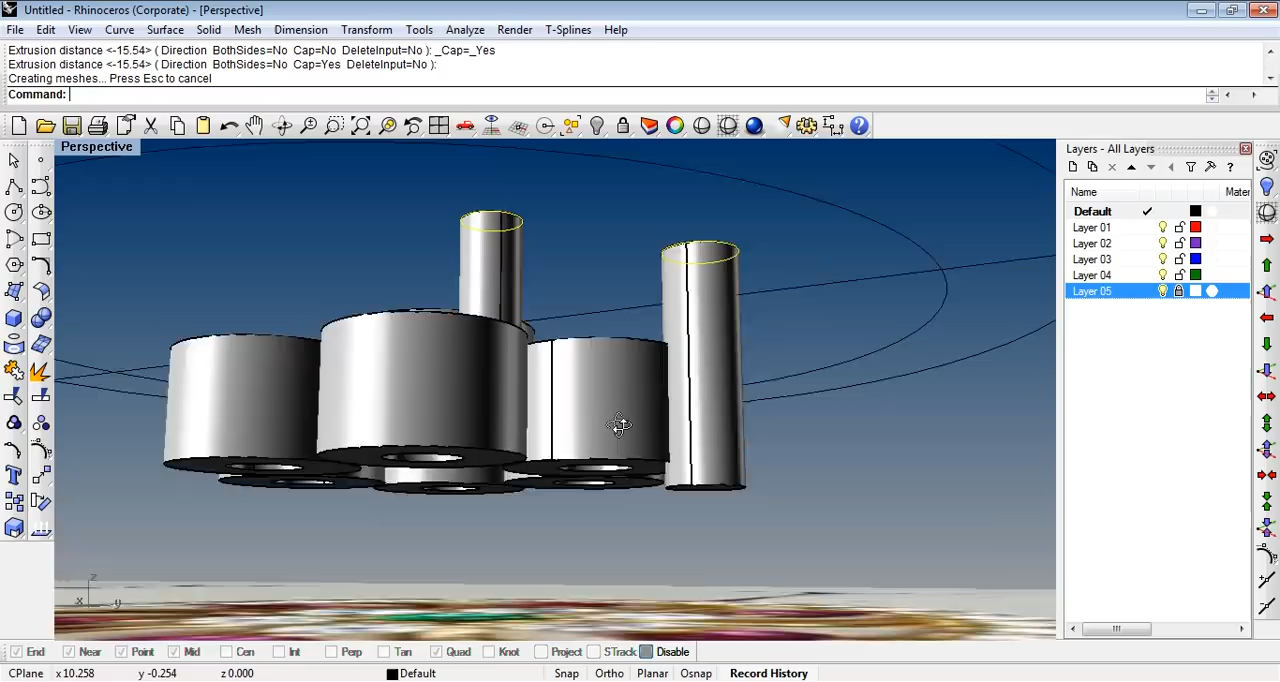 Untitled - Rhinoceros (Corporate) - [Perspective]
File Edit View Curve Surface Solid Mesh Dimension Transform Tools Analyze Render T-Splines Help
Extrusion distance <-15.54> ( Direction BothSides=No Cap=No DeleteInput=No ): _Cap=_Yes
Extrusion distance <-15.54> ( Direction BothSides=No Cap=Yes DeleteInput=No ):
Creating meshes... Press Esc to cancel
Command:
Perspective
Layers - All Layers
Name Mater
Default
Layer 01
Layer 02
Layer 03
Layer 04
Layer 05
z
x y
End Near Point Mid Cen Int Perp Tan Quad Knot Project STrack Disable
CPlane x 10.258 y -0.254 z 0.000 Default Snap Ortho Planar Osnap Record History